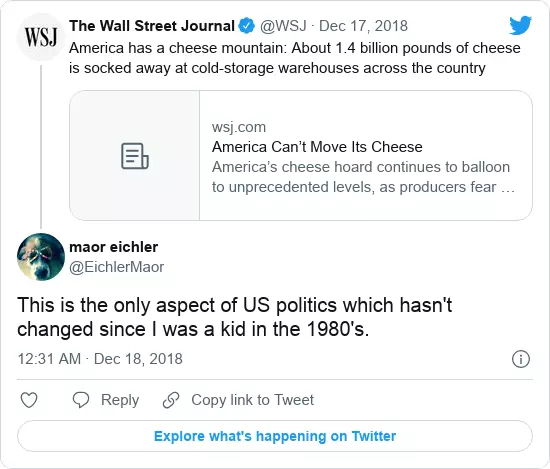 WSJ
The Wall Street Journal @WSJ · Dec 17, 2018
America has a cheese mountain: About 1.4 billion pounds of cheese
is socked away at cold-storage warehouses across the country
wsj.com
America Can’t Move Its Cheese
America’s cheese hoard continues to balloon
to unprecedented levels, as producers fear …
maor eichler
@EichlerMaor
This is the only aspect of US politics which hasn't
changed since I was a kid in the 1980's.
12:31 AM · Dec 18, 2018
Reply Copy link to Tweet
Explore what's happening on Twitter